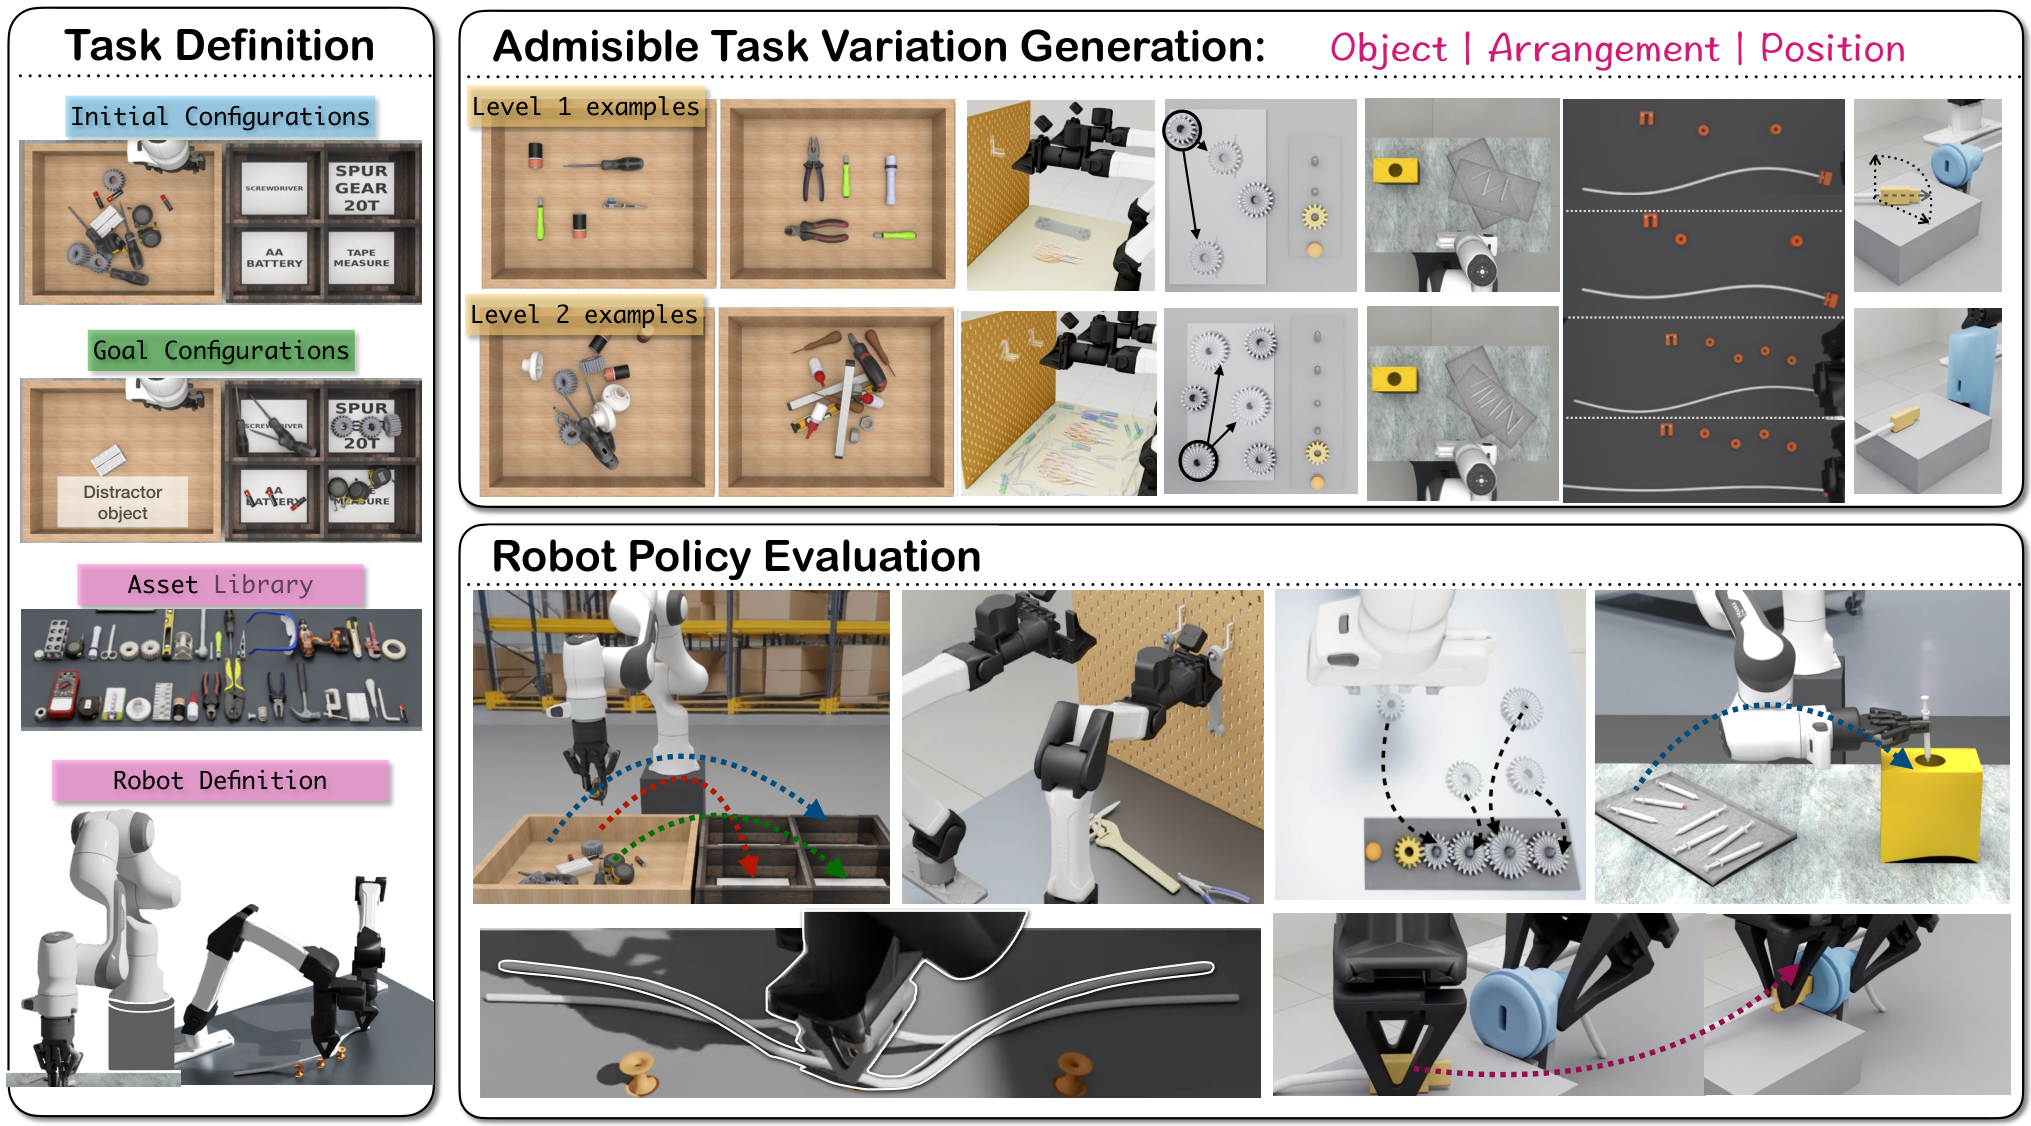 Task Definition
Initial Configurations
SCREWDRIVER
SPUR
GEAR
20T
AA
BATTERY
TAPE
MEASURE
Goal Configurations
SPUR
20T
AA
BATTERY
Distractor
object
Asset Library
Robot Definition
Admisible Task Variation Generation: Object | Arrangement | Position
Level 1 examples
Level 2 examples
Robot Policy Evaluation